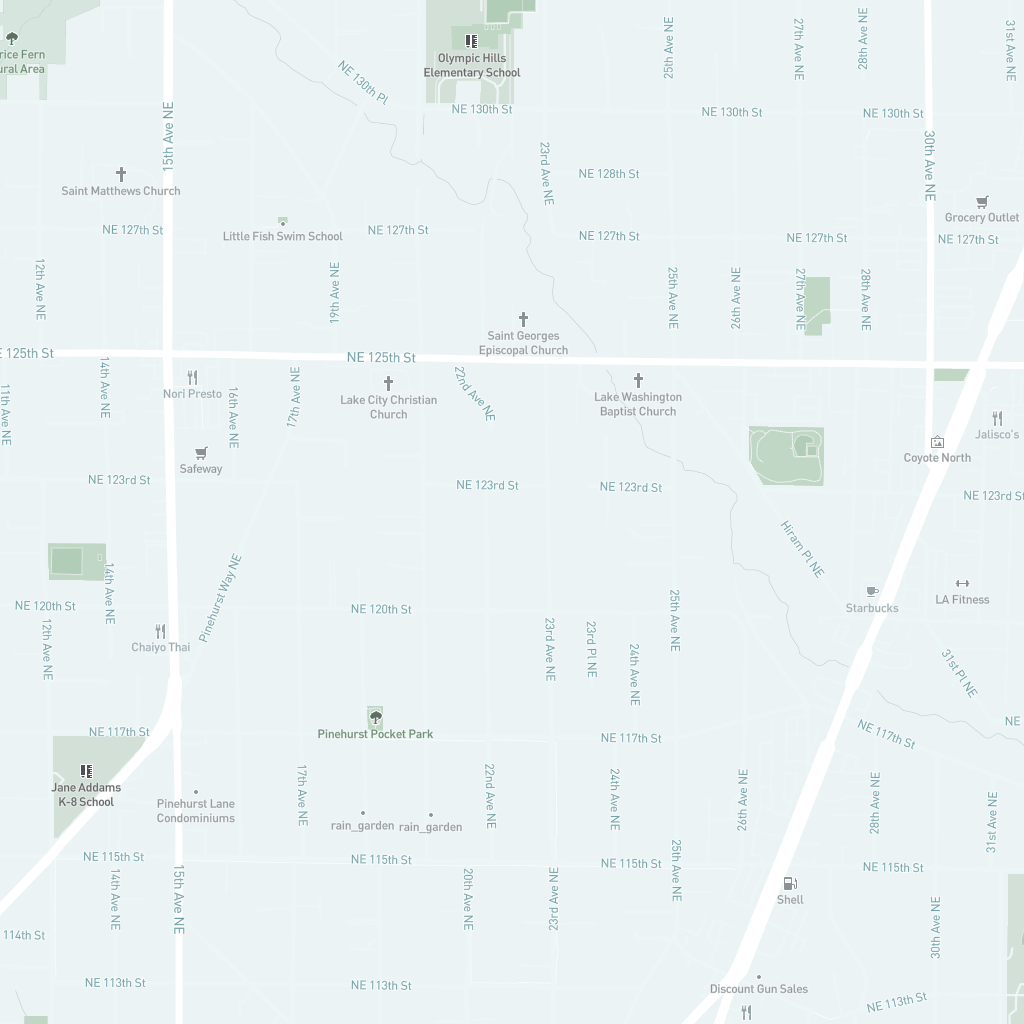 25th Ave NE
27th Ave NE
28th Ave NE
31st Ave NE
rice Fern
ural Area
Olympic Hills
Elementary School
NE 130th Pl
NE 130th St
NE 130th St
NE 130th St
15th Ave NE
30th Ave NE
23rd Ave NE
NE 128th St
Saint Matthews Church
Grocery Outlet
NE 127th St
Little Fish Swim School
NE 127th St
NE 127th St
NE 127th St
NE 127th St
12th Ave NE
19th Ave NE
25th Ave NE
26th Ave NE
27th Ave NE
28th Ave NE
Saint Georges
Episcopal Church
E 125th St
NE 125th St
11th Ave NE
14th Ave NE
Nori Presto
16th Ave NE
17th Ave NE
Lake City Christian
Church
22nd Ave NE
Lake Washington
Baptist Church
Jalisco's
Coyote North
Safeway
NE 123rd St
NE 123rd St
NE 123rd St
NE 123rd St
Hiram Pl NE
14th Ave NE
Pinehurst Way NE
LA Fitness
Starbucks
NE 120th St
NE 120th St
12th Ave NE
Chaiyo Thai
23rd Ave NE
23rd Pl NE
24th Ave NE
25th Ave NE
31st Pl NE
NE 117th St
Pinehurst Pocket Park
NE 117th St
NE 117th St
NE
Jane Addams
K-8 School
Pinehurst Lane
Condominiums
17th Ave NE
rain_garden
rain_garden
22nd Ave NE
24th Ave NE
26th Ave NE
28th Ave NE
31st Ave NE
NE 115th St
NE 115th St
NE 115th St
NE 115th St
14th Ave NE
15th Ave NE
20th Ave NE
23rd Ave NE
25th Ave NE
Shell
30th Ave NE
114th St
NE 113th St
NE 113th St
Discount Gun Sales
NE 113th St